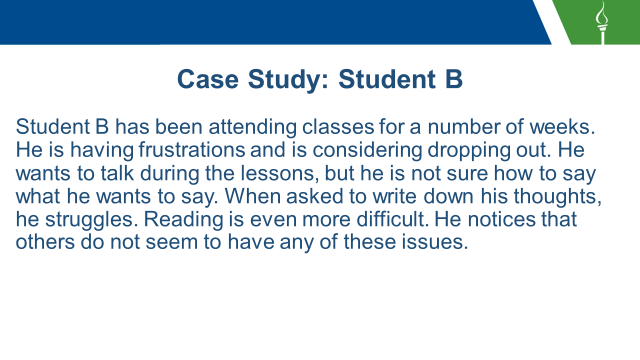 Case Study: Student B
Student B has been attending classes for a number of weeks.
He is having frustrations and is considering dropping out. He
wants to talk during the lessons, but he is not sure how to say
what he wants to say. When asked to write down his thoughts,
he struggles. Reading is even more difficult. He notices that
others do not seem to have any of these issues.